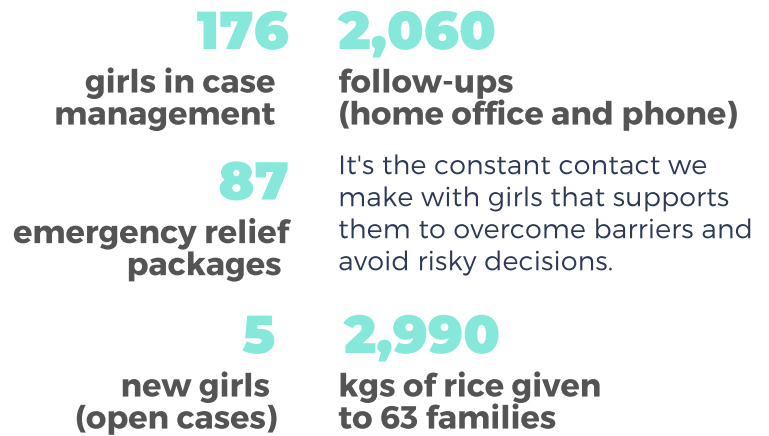 176
girls in case
management
2,060
follow-ups
(home office and phone)
It's the constant contact we
make with girls that supports
them to overcome barriers and
avoid risky decisions.
87
emergency relief
packages
5
new girls
(open cases)
2,990
kgs of rice given
to 63 families